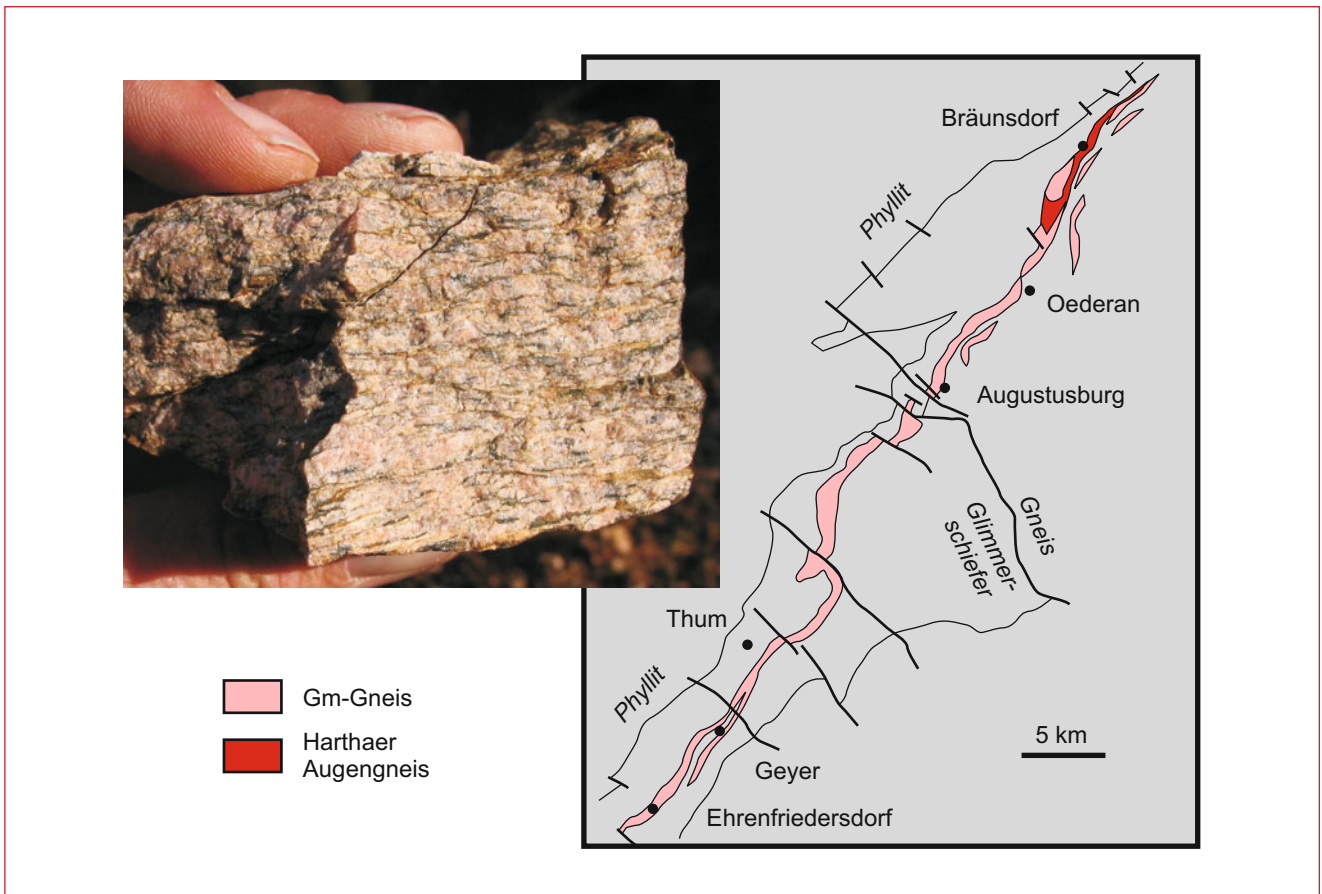 Bräunsdorf
Phyllit
Oederan
Augustusburg
Gneis
Glimmer-
schiefer
Thum
Phyllit
5 km
Geyer
Ehrenfriedersdorf
Gm-Gneis
Harthaer
Augengneis